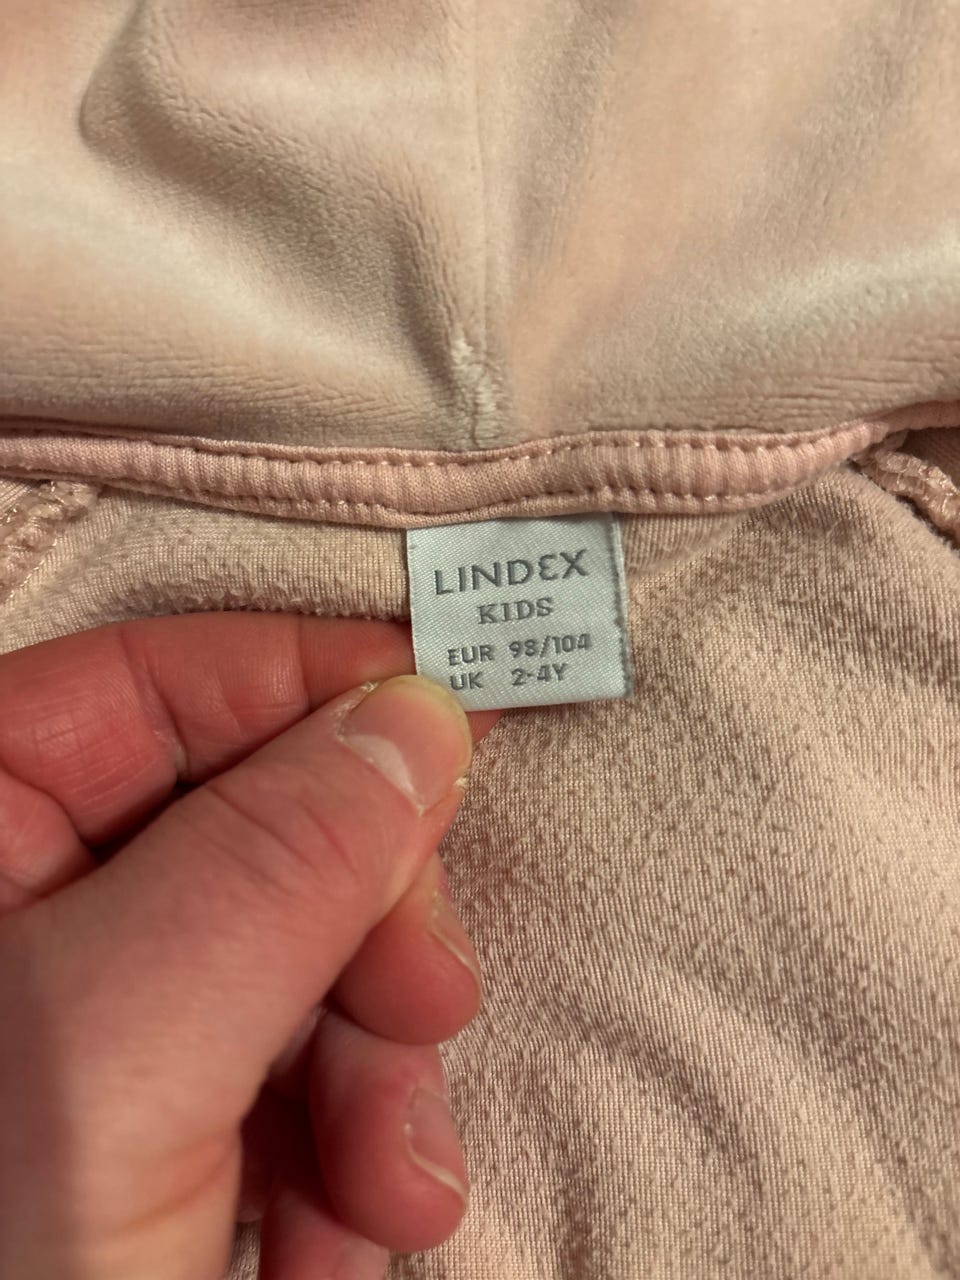 LINDEX
KIDS
EUR 98/104
UK 2-4Y